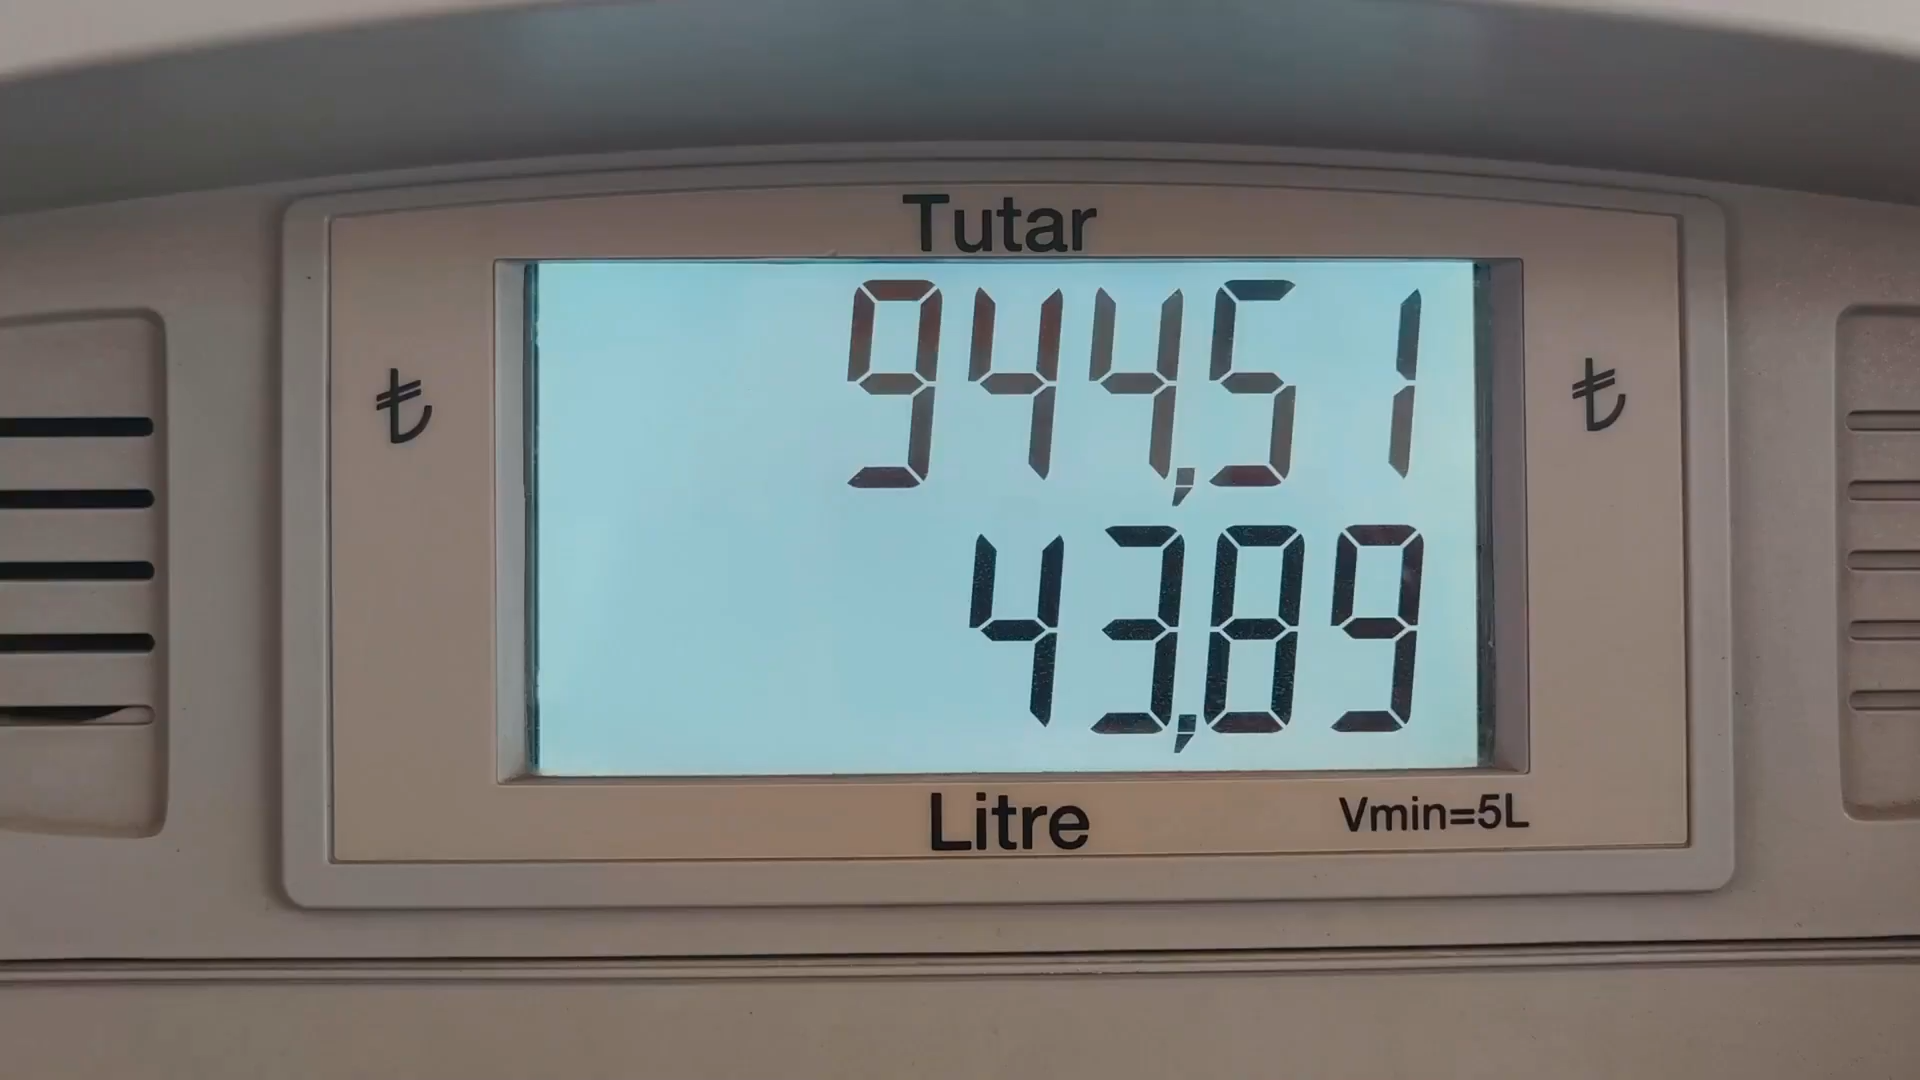 Tutar
₺ 944,51 ₺
43,89
Litre Vmin=5L